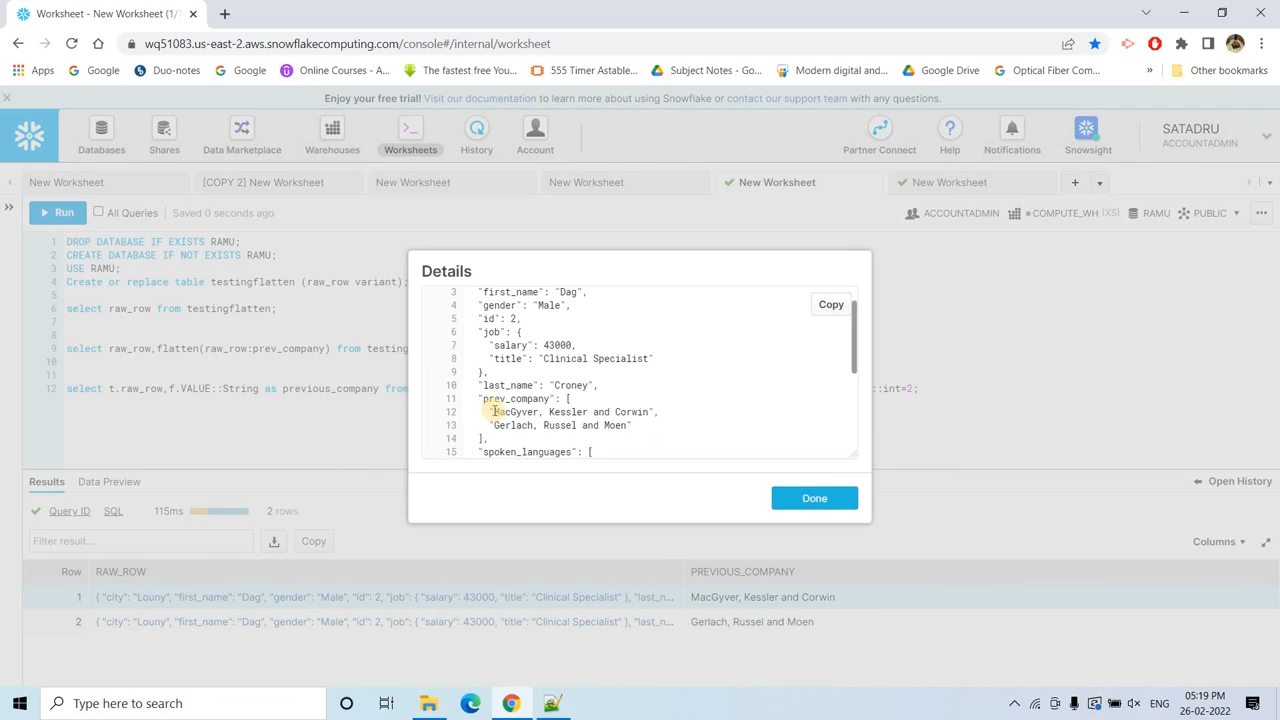 Worksheet - New Worksheet (1/
wq51083.us-east-2.aws.snowflakecomputing.com/console#/internal/worksheet
Apps Google Duo-notes Google Online Courses - A... The fastest free You... 555 Timer Astable... Subject Notes - Go... Modern digital and... Google Drive Optical Fiber Com... » Other bookmarks
Enjoy your free trial! Visit our documentation to learn more about using Snowflake or contact our support team with any questions.
Databases Shares Data Marketplace Warehouses Worksheets History Account Partner Connect Help Notifications Snowsight
SATADRU
ACCOUNTADMIN
New Worksheet [COPY 2] New Worksheet New Worksheet New Worksheet New Worksheet New Worksheet
Run All Queries Saved 0 seconds ago ACCOUNTADMIN COMPUTE_WH (XS) RAMU PUBLIC
1 DROP DATABASE IF EXISTS RAMU;
2 CREATE DATABASE IF NOT EXISTS RAMU;
3 USE RAMU;
4 Create or replace table testingflatten (raw_row variant);
5
6 select raw_row from testingflatten;
7
8
9 select raw_row,flatten(raw_row:prev_company) from testing
10
11
12 select t.raw_row,f.VALUE::String as previous_company from ::int=2;
Details
Copy
3 "first_name": "Dag",
4 "gender": "Male",
5 "id": 2,
6 "job": {
7 "salary": 43000,
8 "title": "Clinical Specialist"
9 },
10 "last_name": "Croney",
11 "prev_company": [
12 "MacGyver, Kessler and Corwin",
13 "Gerlach, Russel and Moen"
14 ],
15 "spoken_languages": [
Done
Results Data Preview Open History
Query ID SQL 115ms 2 rows
Filter result... Copy Columns
Row RAW_ROW PREVIOUS_COMPANY
1 { "city": "Louny", "first_name": "Dag", "gender": "Male", "id": 2, "job": { "salary": 43000, "title": "Clinical Specialist" }, "last_n... MacGyver, Kessler and Corwin
2 { "city": "Louny", "first_name": "Dag", "gender": "Male", "id": 2, "job": { "salary": 43000, "title": "Clinical Specialist" }, "last_n... Gerlach, Russel and Moen
Type here to search
ENG
05:19 PM
26-02-2022